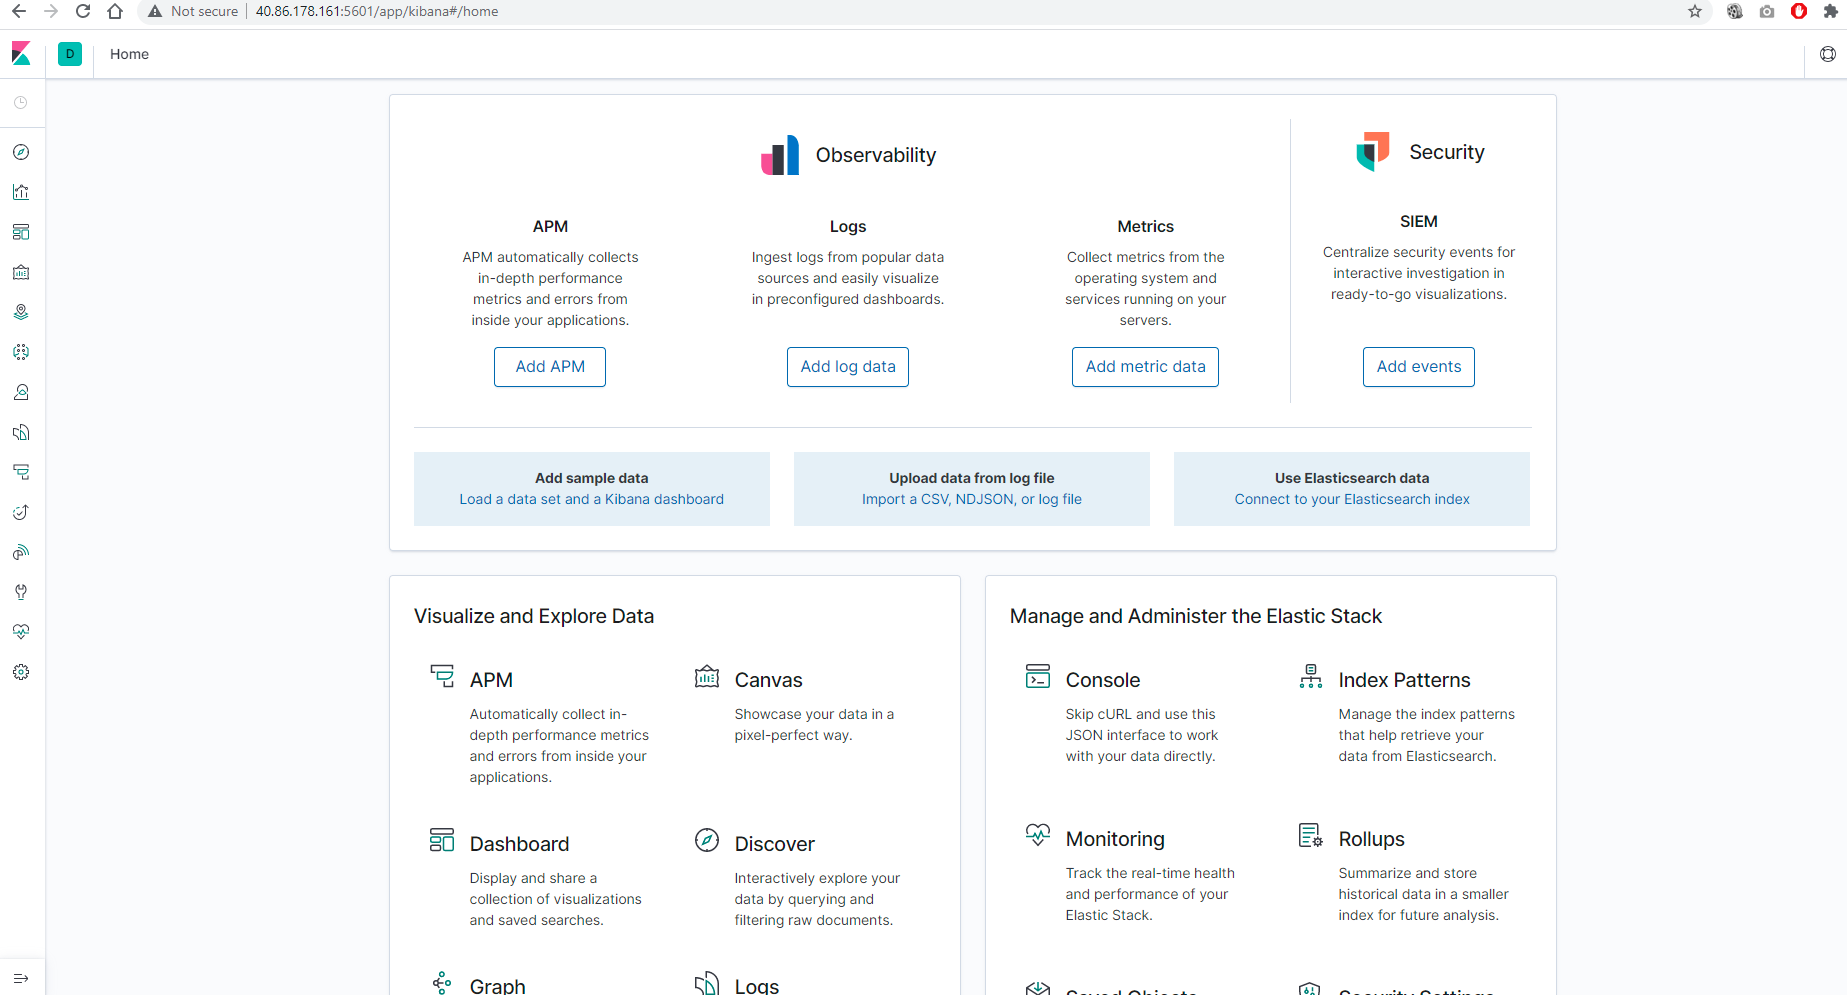 Not secure
40.86.178.161:5601/app/kibana#/home
D
Home
Observability
Security
APM
APM automatically collects
in-depth performance
metrics and errors from
inside your applications.
Add APM
Logs
Ingest logs from popular data
sources and easily visualize
in preconfigured dashboards.
Add log data
Metrics
Collect metrics from the
operating system and
services running on your
servers.
Add metric data
SIEM
Centralize security events for
interactive investigation in
ready-to-go visualizations.
Add events
Add sample data
Load a data set and a Kibana dashboard
Upload data from log file
Import a CSV, NDJSON, or log file
Use Elasticsearch data
Connect to your Elasticsearch index
Visualize and Explore Data
APM
Automatically collect in-
depth performance metrics
and errors from inside your
applications.
Canvas
Showcase your data in a
pixel-perfect way.
Dashboard
Display and share a
collection of visualizations
and saved searches.
Discover
Interactively explore your
data by querying and
filtering raw documents.
Graph
Logs
Manage and Administer the Elastic Stack
Console
Skip cURL and use this
JSON interface to work
with your data directly.
Index Patterns
Manage the index patterns
that help retrieve your
data from Elasticsearch.
Monitoring
Track the real-time health
and performance of your
Elastic Stack.
Rollups
Summarize and store
historical data in a smaller
index for future analysis.
Saved Objects
Security Settings